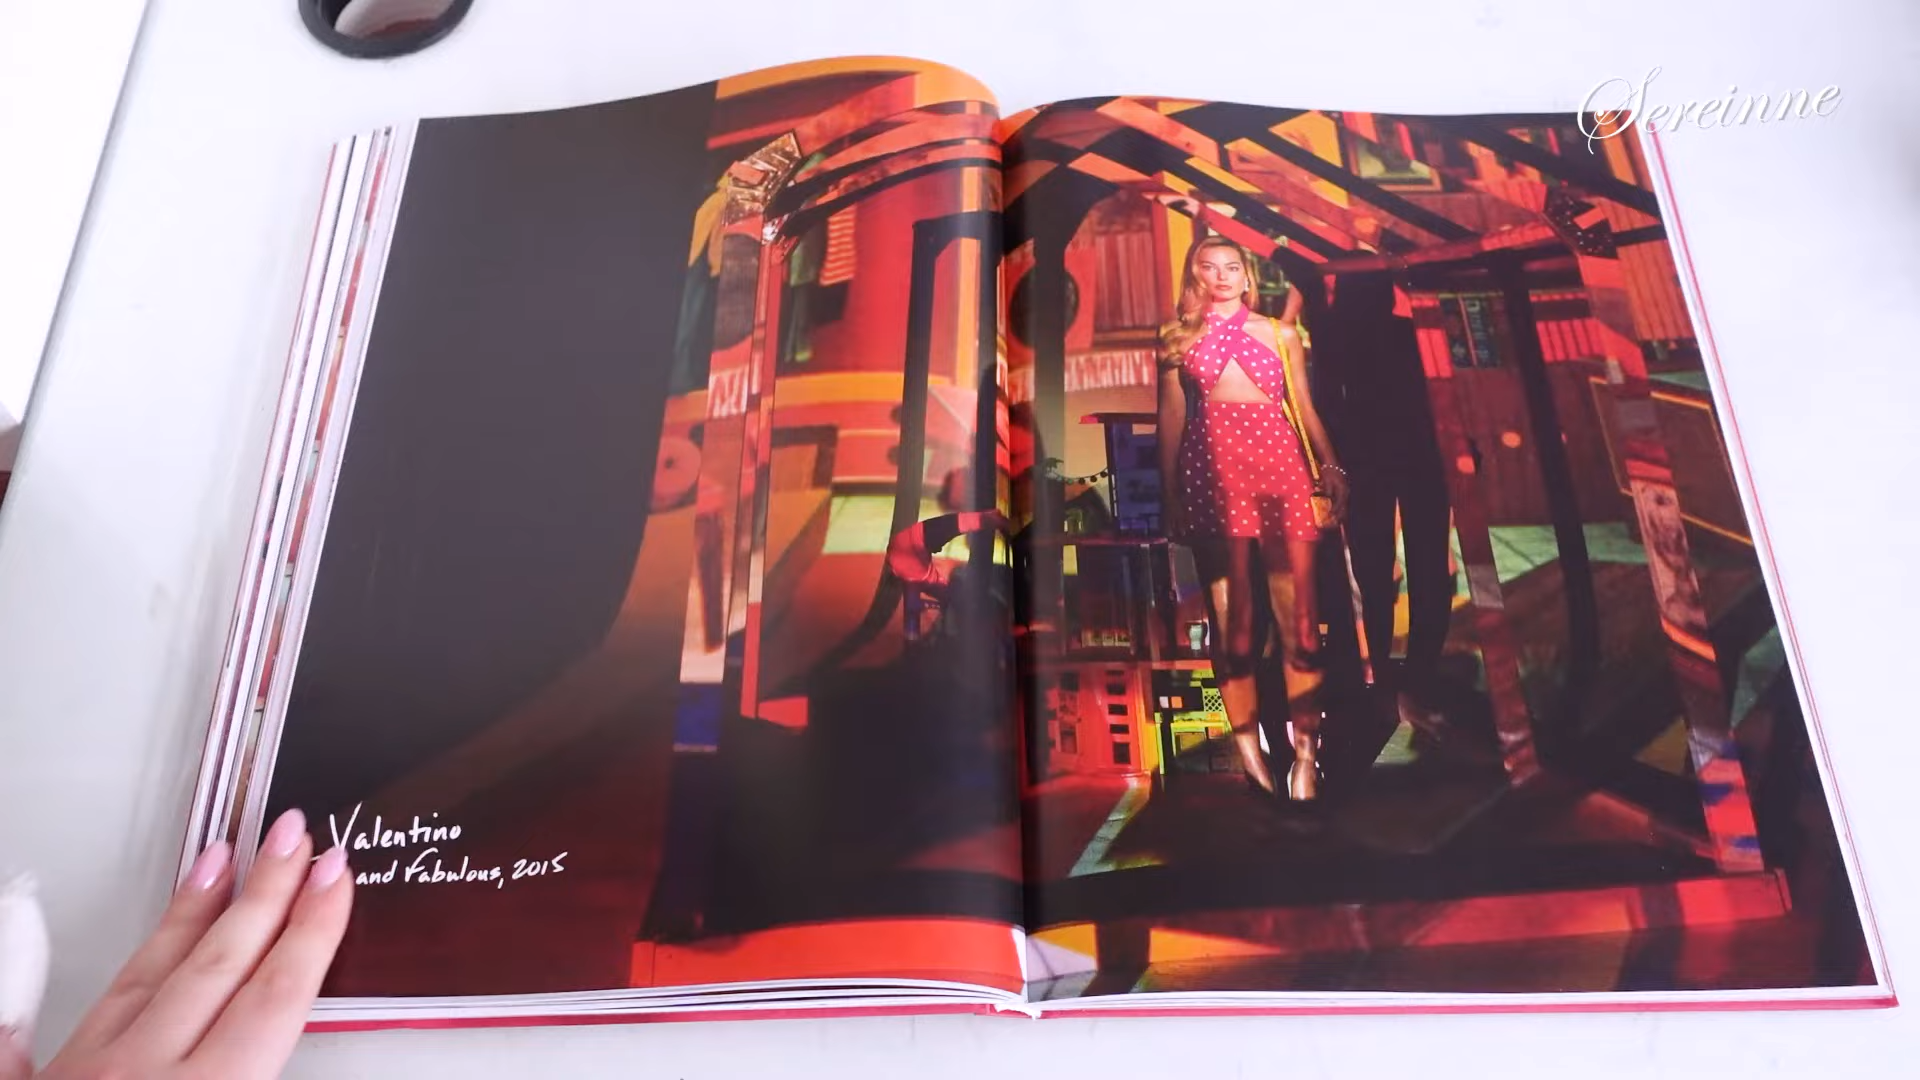 Sereinne
Valentino
and Fabulous, 2015